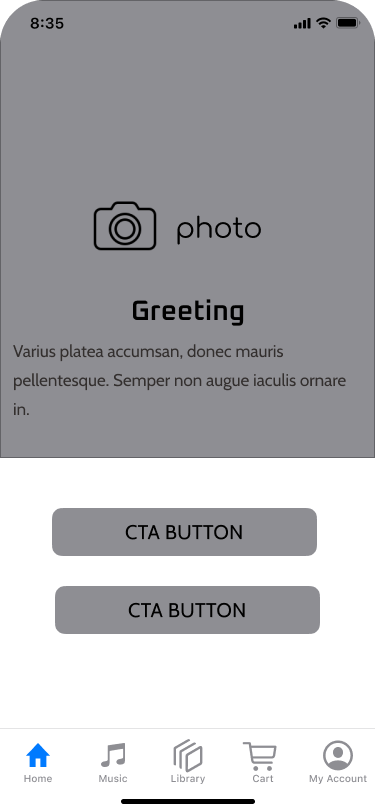 8:35
photo
Greeting
Varius platea accumsan, donec mauris
pellentesque. Semper non augue iaculis ornare
in.
CTA BUTTON
CTA BUTTON
Home Music Library Cart My Account